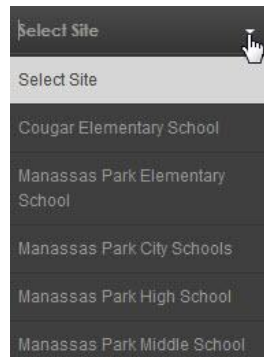 Select Site
Select Site
Cougar Elementary School
Manassas Park Elementary
School
Manassas Park City Schools
Manassas Park High School
Manassas Park Middle School